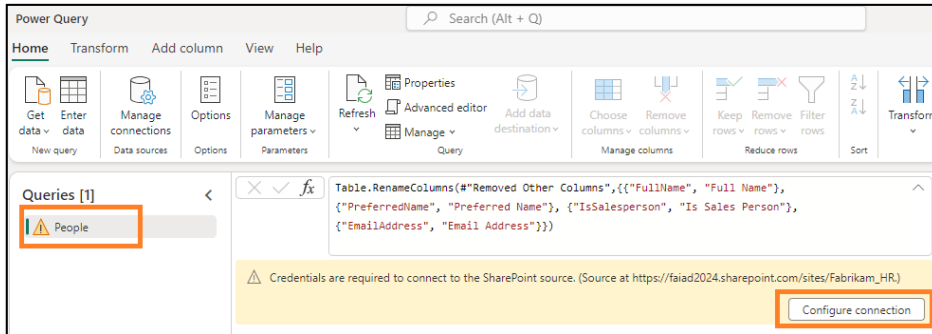 Power Query
Search (Alt + Q)
Home Transform Add column View Help
Get data Enter data
Manage connections
Options
Manage parameters
Refresh
Properties
Advanced editor
Manage
Add data destination
Choose columns
Remove columns
Keep rows
Remove rows
Filter rows
Transform
New query
Data sources
Options
Parameters
Query
Manage columns
Reduce rows
Sort
Queries [1]
People
fx
Table.RenameColumns(#"Removed Other Columns",{{"FullName", "Full Name"},
{"PreferredName", "Preferred Name"}, {"IsSalesperson", "Is Sales Person"},
{"EmailAddress", "Email Address"}})
Credentials are required to connect to the SharePoint source. (Source at https://faiad2024.sharepoint.com/sites/Fabrikam_HR.)
Configure connection